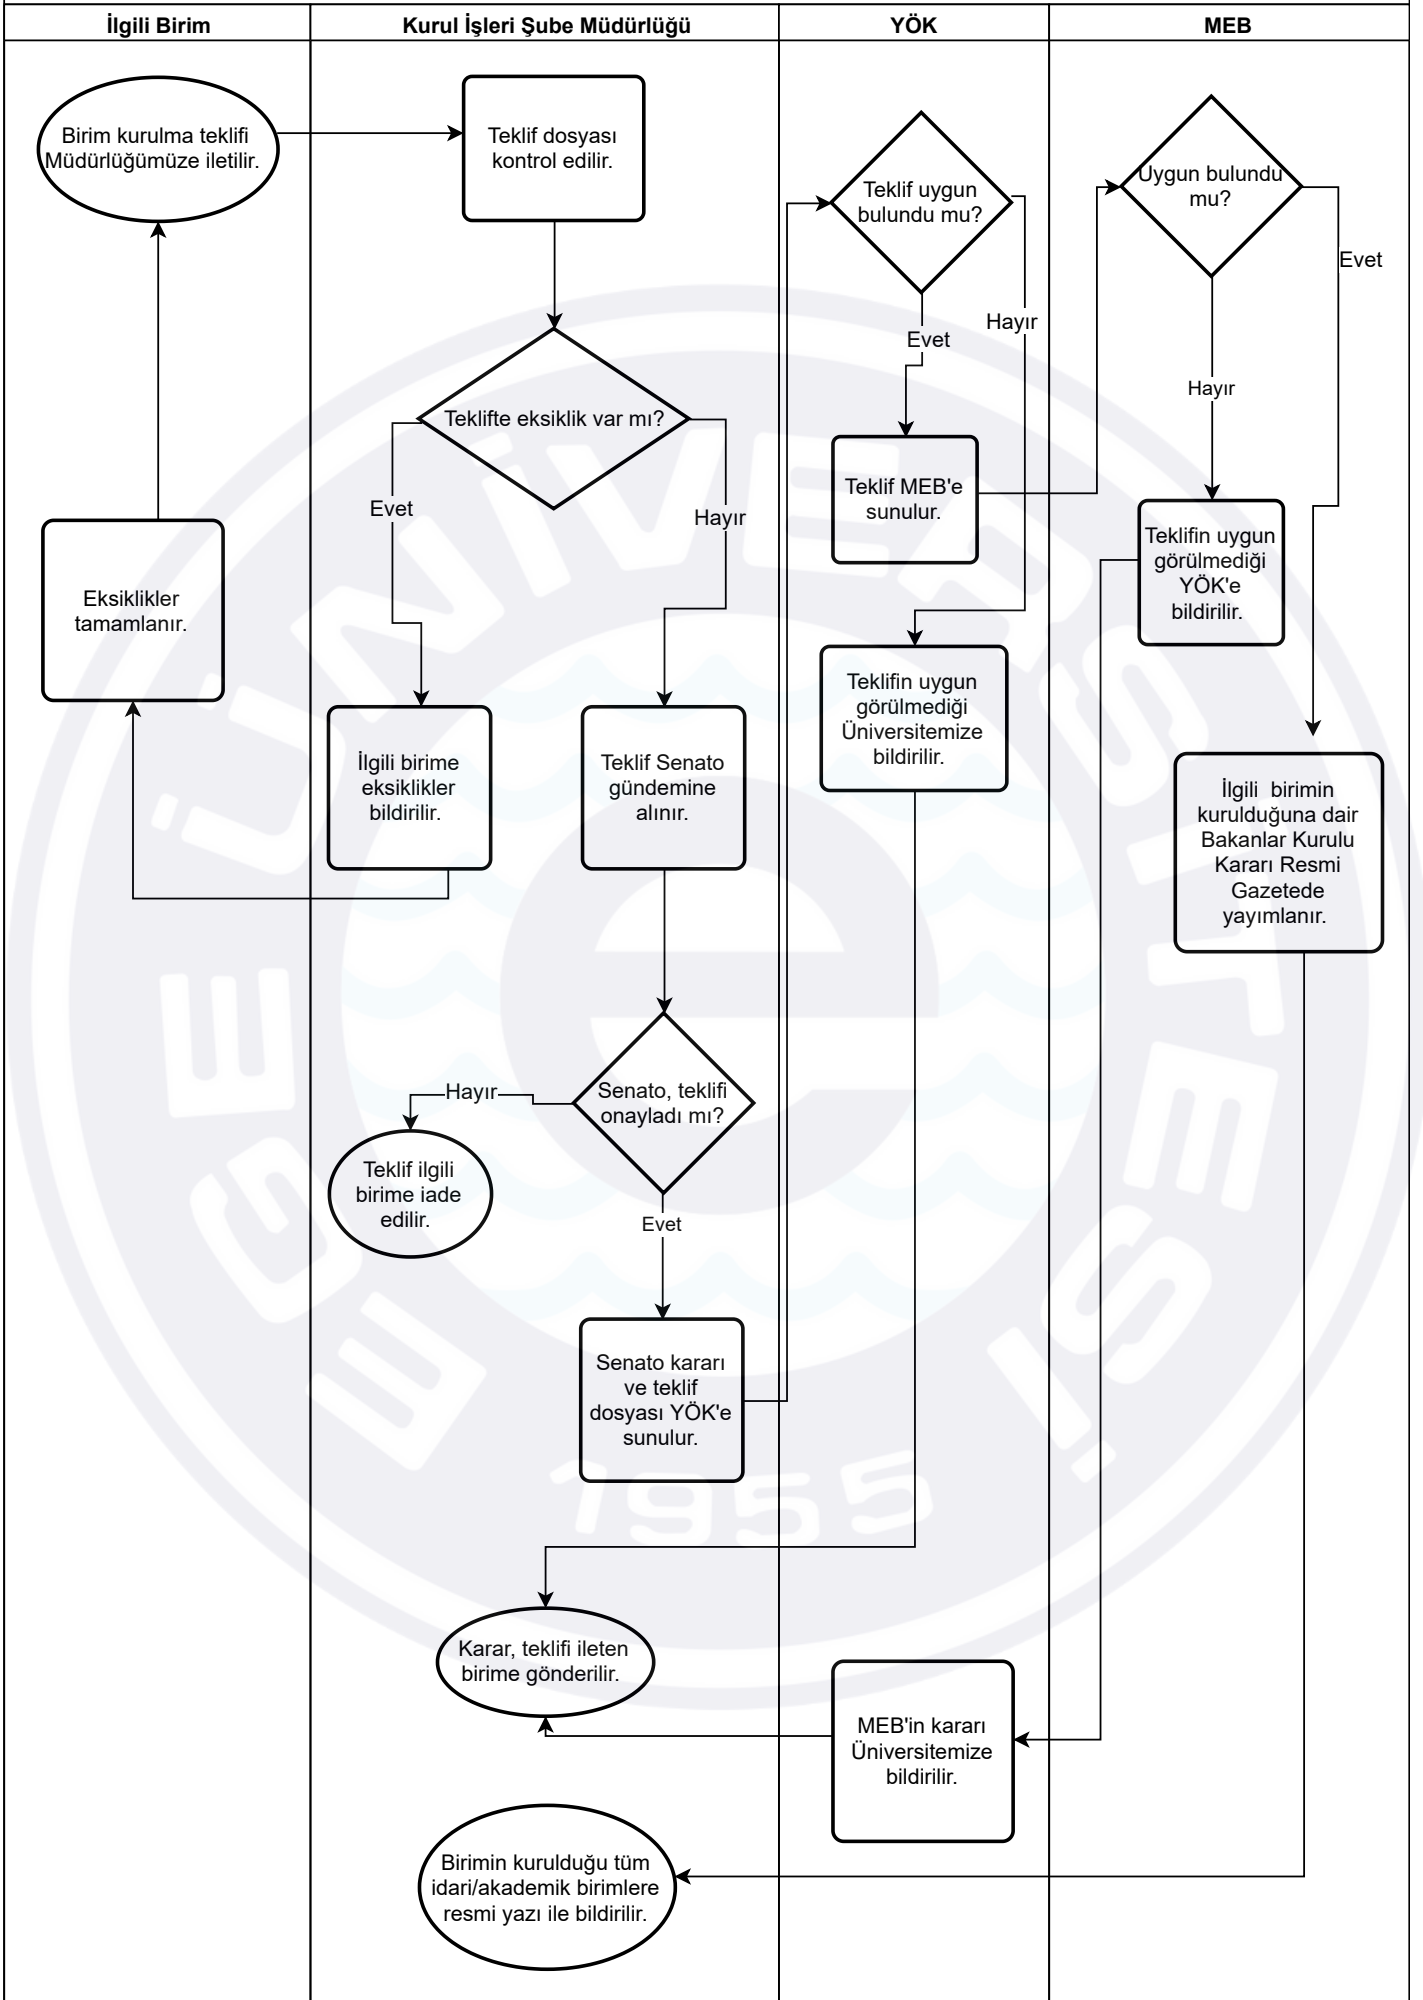 İlgili Birim
Kurul İşleri Şube Müdürlüğü
YÖK
MEB
Birim kurulma teklifi
Müdürlüğümüze iletilir.
Teklif dosyası
kontrol edilir.
Teklif uygun
bulundu mu?
Uygun bulundu
mu?
Evet
Hayır
Evet
Hayır
Teklifte eksiklik var mı?
Evet
Hayır
Teklif MEB'e
sunulur.
Teklifin uygun
görülmediği
YÖK'e
bildirilir.
Eksiklikler
tamamlanır.
Teklifin uygun
görülmediği
Üniversitemize
bildirilir.
İlgili birime
eksiklikler
bildirilir.
Teklif Senato
gündemine
alınır.
İlgili  birimin
kurulduğuna dair
Bakanlar Kurulu
Kararı Resmi
Gazetede
yayımlanır.
Hayır
Senato, teklifi
onayladı mı?
Teklif ilgili
birime iade
edilir.
Evet
Senato kararı
ve teklif
dosyası YÖK'e
sunulur.
Karar, teklifi ileten
birime gönderilir.
MEB'in kararı
Üniversitemize
bildirilir.
Birimin kurulduğu tüm
idari/akademik birimlere
resmi yazı ile bildirilir.
EGE ÜNİVERSİTESİ
1955